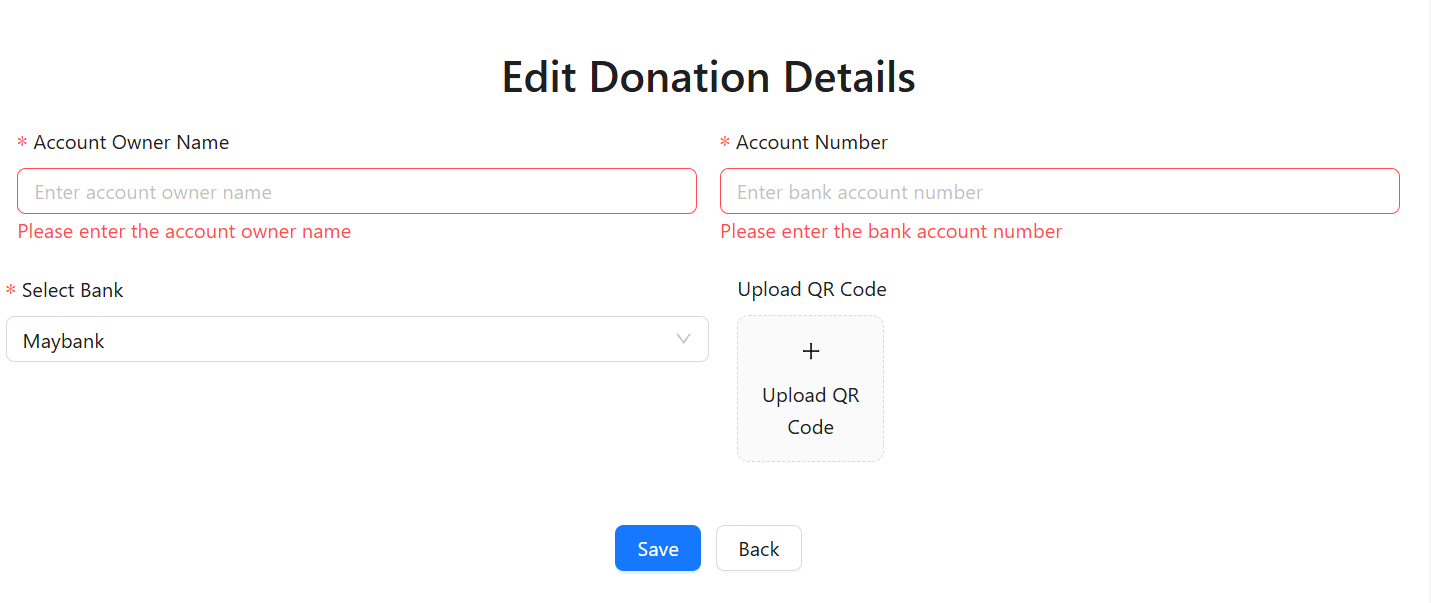 Edit Donation Details
* Account Owner Name
* Account Number
Enter account owner name
Enter bank account number
Please enter the account owner name
Please enter the bank account number
* Select Bank
Upload QR Code
Maybank
Upload QR
Code
Save
Back